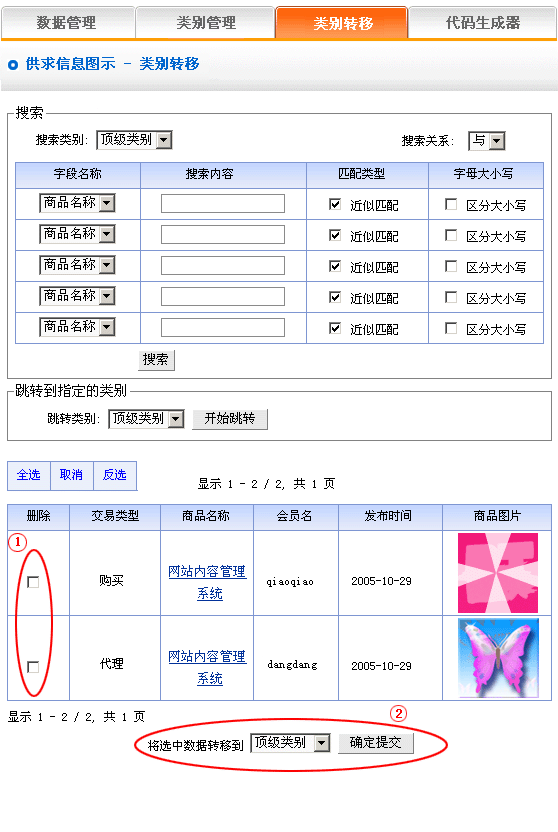 数据管理 类别管理 类别转移 代码生成器
供求信息图示 - 类别转移
搜索
搜索类别: 顶级类别 搜索关系: 与
字段名称 搜索内容 匹配类型 字母大小写
商品名称 近似匹配 区分大小写
商品名称 近似匹配 区分大小写
商品名称 近似匹配 区分大小写
商品名称 近似匹配 区分大小写
商品名称 近似匹配 区分大小写
搜索
跳转到指定的类别
跳转类别: 顶级类别 开始跳转
全选 取消 反选
显示 1 - 2 / 2, 共 1 页
删除 交易类型 商品名称 会员名 发布时间 商品图片
①
购买 网站内容管理 qiaoqiao 2005-10-29
系统
代理 网站内容管理 dangdang 2005-10-29
系统
显示 1 - 2 / 2, 共 1 页
②
将选中数据转移到 顶级类别 确定提交